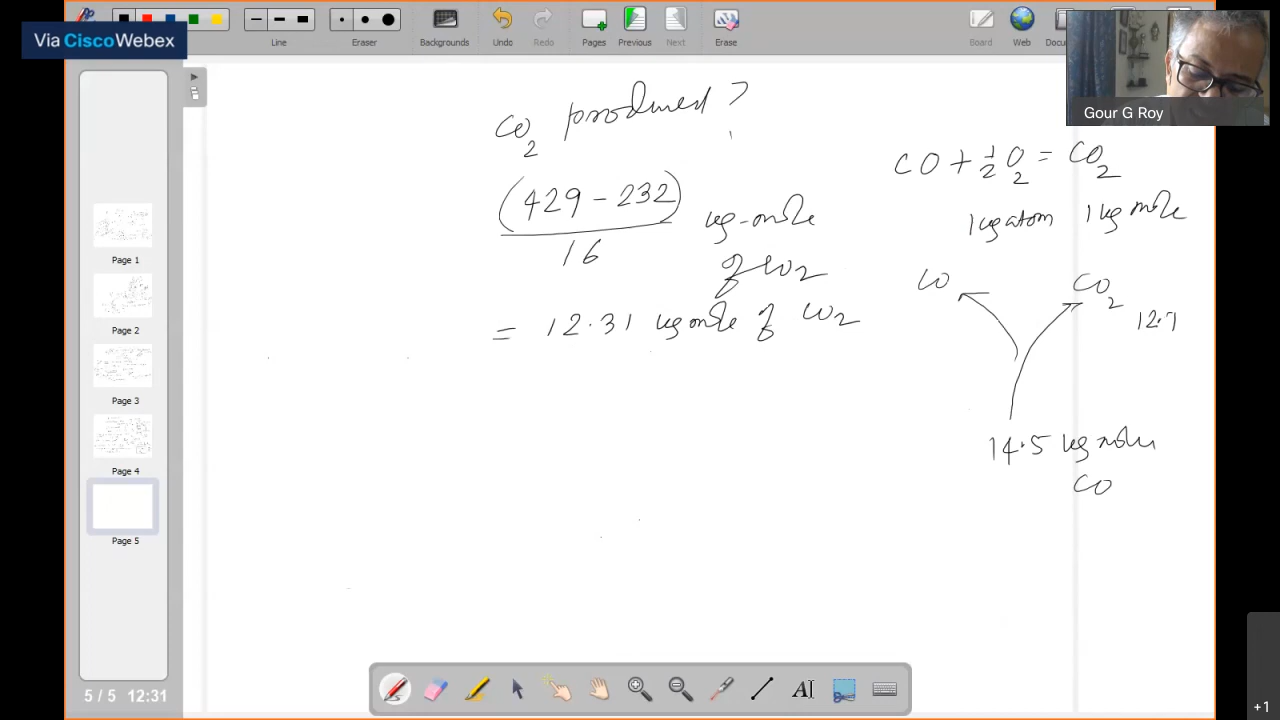 Via Cisco Webex
Line
Eraser
Backgrounds
Undo
Redo
Pages
Previous
Next
Erase
Board
Web
Gour G Roy
CO2 produced ?
(429 - 232)
16
kg-mole
of CO2
= 12.31 kg mole of CO2
CO + 1/2 O2 = CO2
1 kg atom 1 kg mole
CO
CO2
14.5 kg mole
CO
Page 1
Page 2
Page 3
Page 4
Page 5
5 / 5 12:31
+1